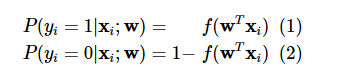 P(y_i = 1|x_i; w) = f(w^T x_i) (1)
P(y_i = 0|x_i; w) = 1− f(w^T x_i) (2)